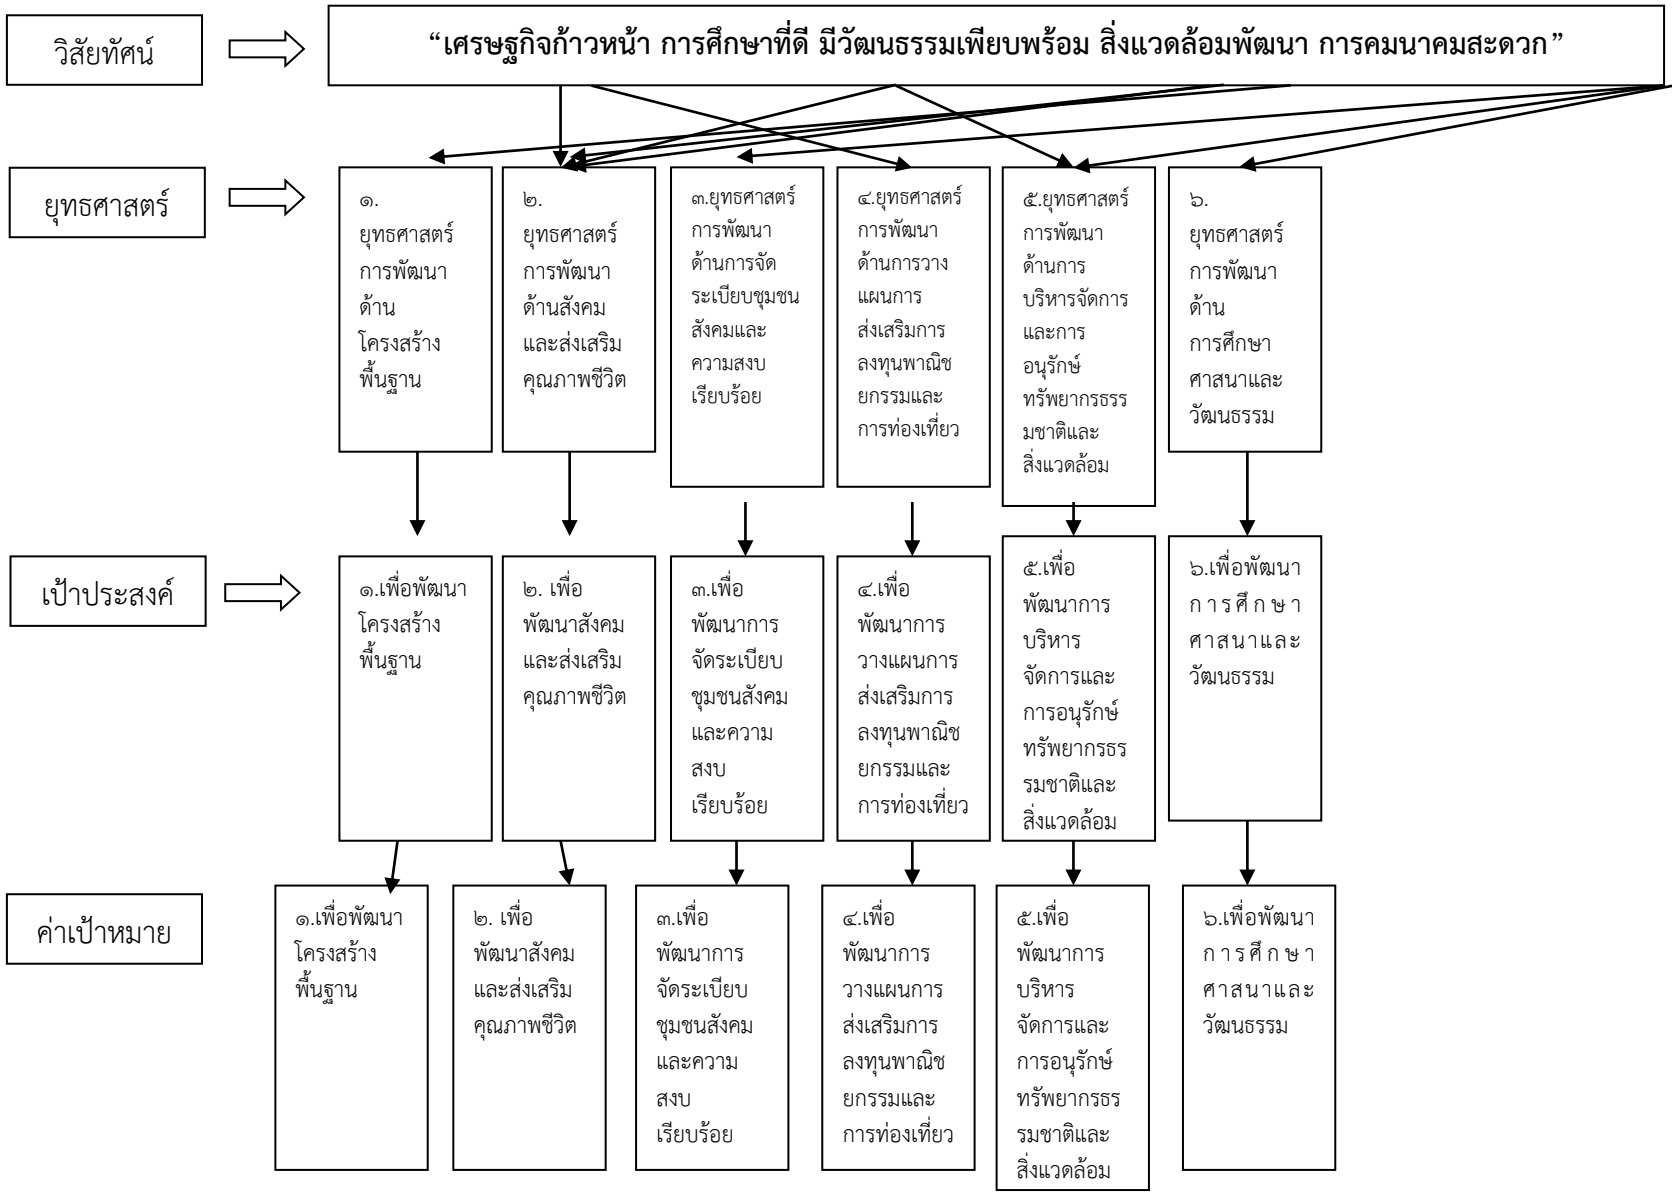 วิสัยทัศน์
“เศรษฐกิจก้าวหน้า การศึกษาที่ดี มีวัฒนธรรมเพียบพร้อม สิ่งแวดล้อมพัฒนา การคมนาคมสะดวก”
ยุทธศาสตร์
๑.
ยุทธศาสตร์
การพัฒนา
ด้าน
โครงสร้าง
พื้นฐาน
๒.
ยุทธศาสตร์
การพัฒนา
ด้านสังคม
และส่งเสริม
คุณภาพชีวิต
๓.ยุทธศาสตร์
การพัฒนา
ด้านการจัด
ระเบียบชุมชน
สังคมและ
ความสงบ
เรียบร้อย
๔.ยุทธศาสตร์
การพัฒนา
ด้านการวาง
แผนการ
ส่งเสริมการ
ลงทุนพาณิช
ยกรรมและ
การท่องเที่ยว
๕.ยุทธศาสตร์
การพัฒนา
ด้านการ
บริหารจัดการ
และการ
อนุรักษ์
ทรัพยากรธรร
มชาติและ
สิ่งแวดล้อม
๖.
ยุทธศาสตร์
การพัฒนา
ด้าน
การศึกษา
ศาสนาและ
วัฒนธรรม
เป้าประสงค์
๑.เพื่อพัฒนา
โครงสร้าง
พื้นฐาน
๒. เพื่อ
พัฒนาสังคม
และส่งเสริม
คุณภาพชีวิต
๓.เพื่อ
พัฒนาการ
จัดระเบียบ
ชุมชนสังคม
และความ
สงบ
เรียบร้อย
๔.เพื่อ
พัฒนาการ
วางแผนการ
ส่งเสริมการ
ลงทุนพาณิช
ยกรรมและ
การท่องเที่ยว
๕.เพื่อ
พัฒนาการ
บริหาร
จัดการและ
การอนุรักษ์
ทรัพยากรธร
รมชาติและ
สิ่งแวดล้อม
๖.เพื่อพัฒนา
การศึกษา
ศาสนาและ
วัฒนธรรม
ค่าเป้าหมาย
๑.เพื่อพัฒนา
โครงสร้าง
พื้นฐาน
๒. เพื่อ
พัฒนาสังคม
และส่งเสริม
คุณภาพชีวิต
๓.เพื่อ
พัฒนาการ
จัดระเบียบ
ชุมชนสังคม
และความ
สงบ
เรียบร้อย
๔.เพื่อ
พัฒนาการ
วางแผนการ
ส่งเสริมการ
ลงทุนพาณิช
ยกรรมและ
การท่องเที่ยว
๕.เพื่อ
พัฒนาการ
บริหาร
จัดการและ
การอนุรักษ์
ทรัพยากรธร
รมชาติและ
สิ่งแวดล้อม
๖.เพื่อพัฒนา
การศึกษา
ศาสนาและ
วัฒนธรรม